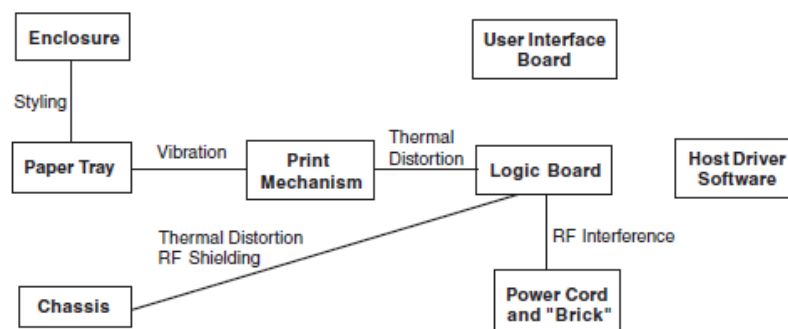 Enclosure
User Interface
Board
Styling
Paper Tray
Vibration
Print
Mechanism
Thermal
Distortion
Logic Board
Host Driver
Software
Thermal Distortion
RF Shielding
RF Interference
Chassis
Power Cord
and "Brick"